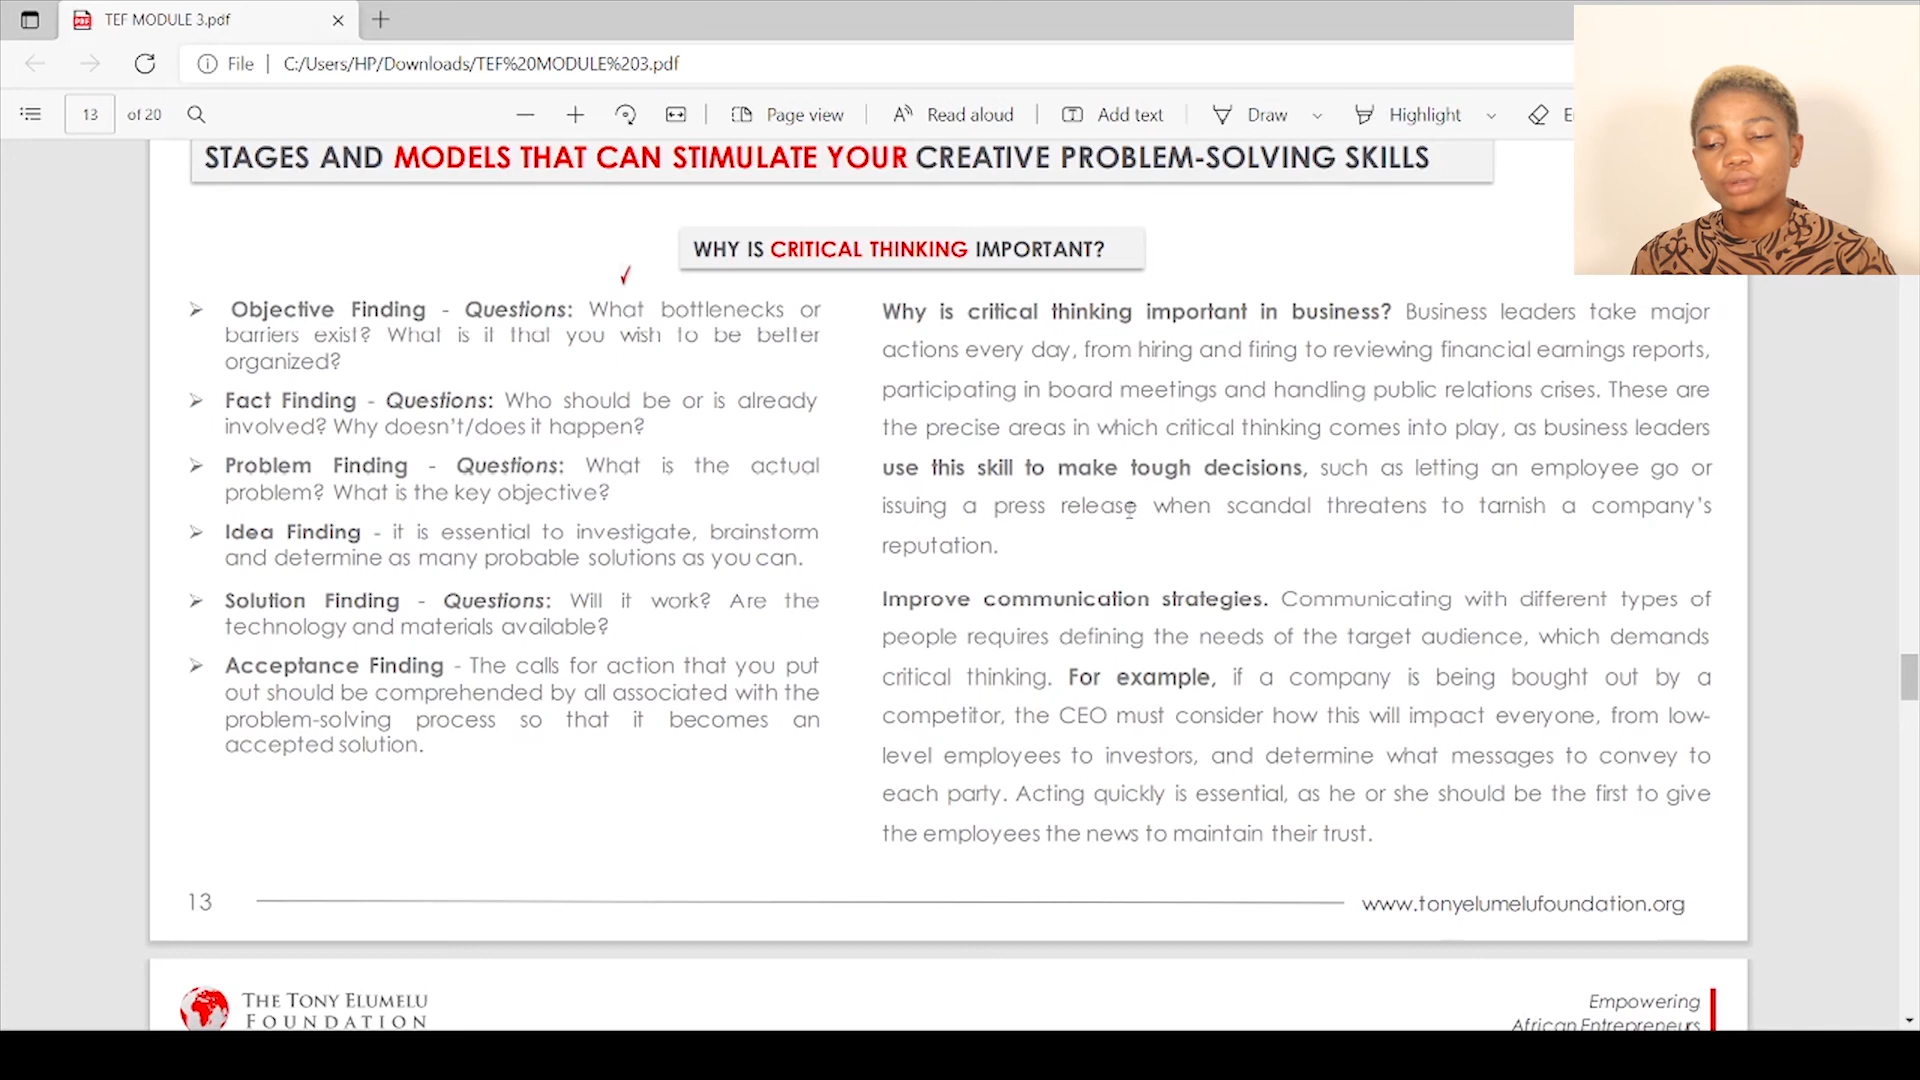 TEF MODULE 3.pdf
File
C:/Users/HP/Downloads/TEF%20MODULE%203.pdf
13 of 20
Page view
Read aloud
Add text
Draw
Highlight
STAGES AND MODELS THAT CAN STIMULATE YOUR CREATIVE PROBLEM-SOLVING SKILLS
WHY IS CRITICAL THINKING IMPORTANT?
Objective Finding - Questions: What bottlenecks or
barriers exist? What is it that you wish to be better
organized?
Fact Finding - Questions: Who should be or is already
involved? Why doesn't/does it happen?
Problem Finding - Questions: What is the actual
problem? What is the key objective?
Idea Finding - it is essential to investigate, brainstorm
and determine as many probable solutions as you can.
Solution Finding - Questions: Will it work? Are the
technology and materials available?
Acceptance Finding - The calls for action that you put
out should be comprehended by all associated with the
problem-solving process so that it becomes an
accepted solution.
Why is critical thinking important in business? Business leaders take major
actions every day, from hiring and firing to reviewing financial earnings reports,
participating in board meetings and handling public relations crises. These are
the precise areas in which critical thinking comes into play, as business leaders
use this skill to make tough decisions, such as letting an employee go or
issuing a press release when scandal threatens to tarnish a company's
reputation.
Improve communication strategies. Communicating with different types of
people requires defining the needs of the target audience, which demands
critical thinking. For example, if a company is being bought out by a
competitor, the CEO must consider how this will impact everyone, from low-
level employees to investors, and determine what messages to convey to
each party. Acting quickly is essential, as he or she should be the first to give
the employees the news to maintain their trust.
13
www.tonyelumelufoundation.org
THE TONY ELUMELU
FOUNDATION
Empowering
African Entrepreneurs